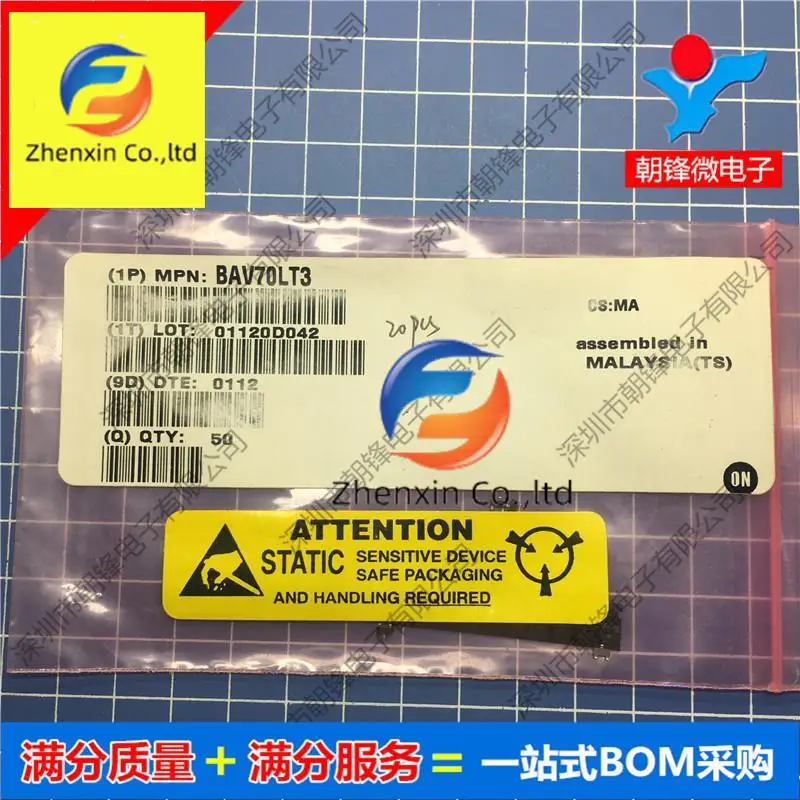 Zhenxin Co.,ltd
朝锋微电子
深圳市朝锋电子有限公司
(1P) MPN: BAV70LT3
(1T) LOT: 01120D042
20pcs
CS:MA
assembled in
MALAYSIA(TS)
(9D) DTE: 0112
(Q) QTY: 50
ON
Zhenxin Co.,ltd
ATTENTION
STATIC SENSITIVE DEVICE
SAFE PACKAGING
AND HANDLING REQUIRED
满分质量 + 满分服务 = 一站式BOM采购